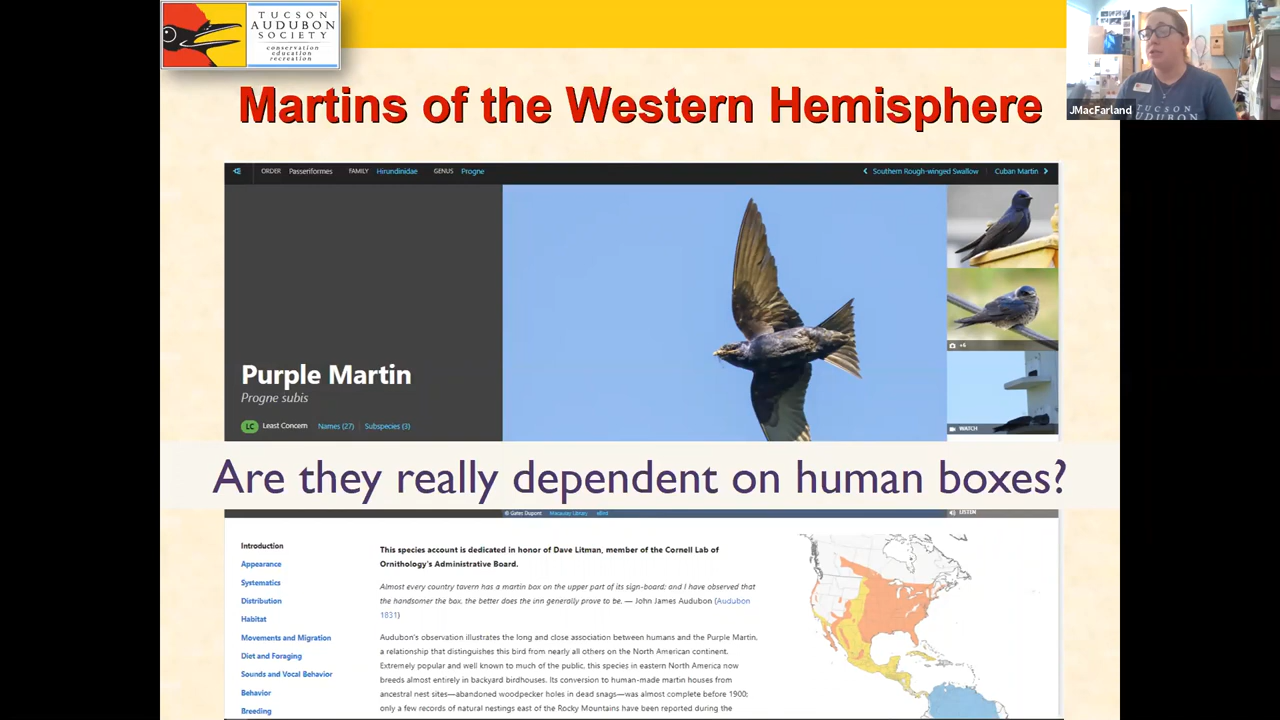 TUCSON
AUDUBON
SOCIETY
conservation
education
recreation
JMacFarland
TUCSON
Martins of the Western Hemisphere
ORDER Passeriformes FAMILY Hirundinidae GENUS Progne
Southern Rough-winged Swallow Cuban Martin
Purple Martin
Progne subis
LC Least Concern Names (27) Subspecies (3)
+6
WATCH
Are they really dependent on human boxes?
© Gates Dupont Macaulay Library eBird
LISTEN
Introduction
Appearance
Systematics
Distribution
Habitat
Movements and Migration
Diet and Foraging
Sounds and Vocal Behavior
Behavior
Breeding
This species account is dedicated in honor of Dave Litman, member of the Cornell Lab of
Ornithology's Administrative Board.
Almost every country tavern has a martin box on the upper part of its sign-board; and I have observed that
the handsomer the box, the better does the inn generally prove to be. — John James Audubon (Audubon
1831)
Audubon's observation illustrates the long and close association between humans and the Purple Martin,
a relationship that distinguishes this bird from nearly all others on the North American continent.
Extremely popular and well known to much of the public, this species in eastern North America now
breeds almost entirely in backyard birdhouses. Its conversion to human-made martin houses from
ancestral nest sites—abandoned woodpecker holes in dead snags—was almost complete before 1900;
only a few records of natural nestings east of the Rocky Mountains have been reported during the